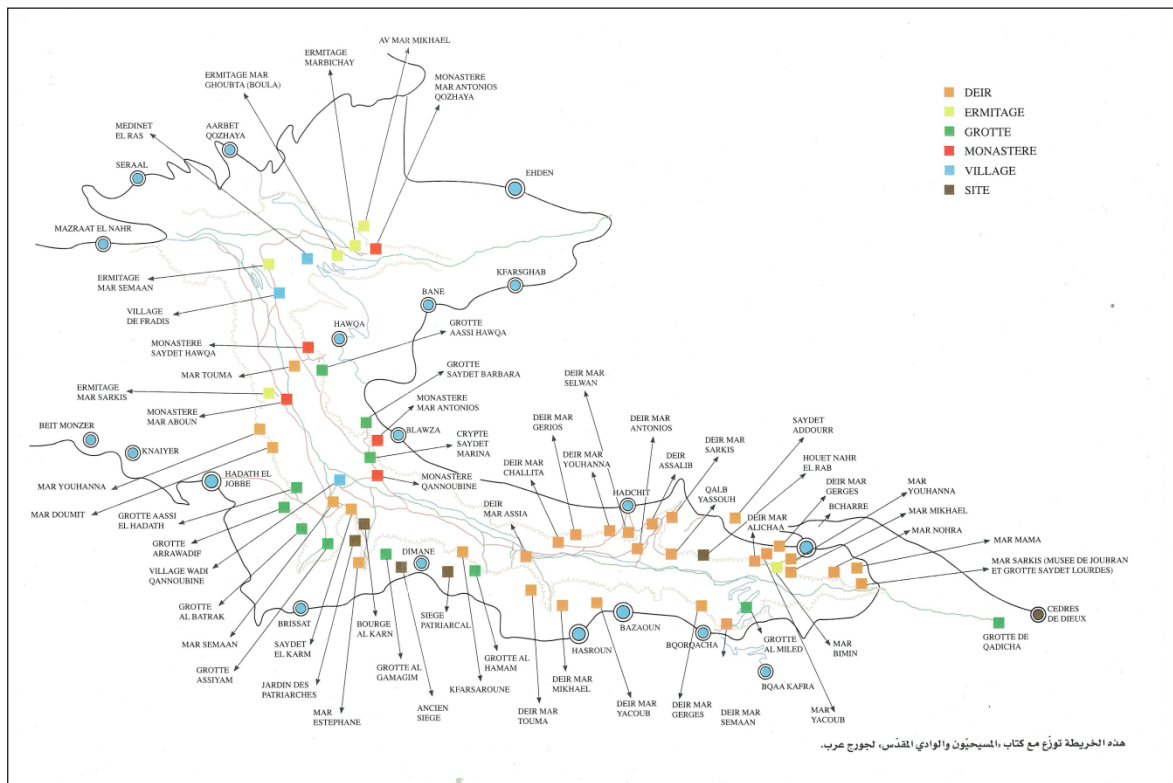 AV MAR MIKHAEL
ERMITAGE
MARBICHAY
ERMITAGE MAR
GHOUBTA (BOULA)
MONASTERE
MAR ANTONIOS
QOZHAYA
MEDINET
EL RAS
AARBET
QOZHAYA
SERAAL
EHDEN
DEIR
ERMITAGE
GROTTE
MONASTERE
VILLAGE
SITE
MAZRAAT EL NAHR
ERMITAGE
MAR SEMAAN
KFARSGHAB
BANE
VILLAGE
DE FRADIS
HAWQA
GROTTE
AASSI HAWQA
MONASTERE
SAYDET HAWQA
MAR TOUMA
GROTTE
SAYDET BARBARA
DEIR MAR
SELWAN
ERMITAGE
MAR SARKIS
MONASTERE
MAR ANTONIOS
MONASTERE
MAR ABOUN
DEIR MAR
GERIOS
DEIR MAR
ANTONIOS
SAYDET
ADDOURR
BEIT MONZER
KNAIYER
BLAWZA
CRYPTE
SAYDET
MARINA
DEIR MAR
SARKIS
HOUET NAHR
EL RAB
DEIR MAR
YOUHANNA
DEIR
ASSALIB
DEIR MAR
CHALLITA
DEIR MAR
GERGES
MAR
YOUHANNA
HADATH EL
JOBBE
MONASTERE
QANNOUBINE
QALB
YASSOUH
HADCHIT
BCHARRE
MAR YOUHANNA
MAR DOUMIT
GROTTE AASSI
EL HADATH
DEIR
MAR ASSIA
DEIR MAR
ALICHAA
MAR MIKHAEL
MAR NOHRA
MAR MAMA
GROTTE
ARRAWADIF
DIMANE
MAR SARKIS (MUSEE DE JOUBRAN
ET GROTTE SAYDET LOURDES)
VILLAGE WADI
QANNOUBINE
GROTTE
AL BATRAK
BRISSAT
BOURGE
AL KARN
SIEGE
PATRIARCAL
CEDRES
DE DIEUX
MAR SEMAAN
SAYDET
EL KARM
HASROUN
BAZAOUN
BQORQACHA
GROTTE
AL MILED
MAR
BIMIN
GROTTE DE
QADICHA
GROTTE
ASSIYAM
GROTTE AL
GAMAGIM
GROTTE AL
HAMAM
BQAA KAFRA
JARDIN DES
PATRIARCHES
KFARSAROUNE
DEIR MAR
MIKHAEL
MAR
ESTEPHANE
ANCIEN
SIEGE
DEIR MAR
TOUMA
DEIR MAR
YACOUB
DEIR MAR
GERGES
DEIR MAR
SEMAAN
MAR
YACOUB
هذه الخريطة توزّع مع كتاب «المسيحيّون والوادي المقدّس» لجورج عرب.